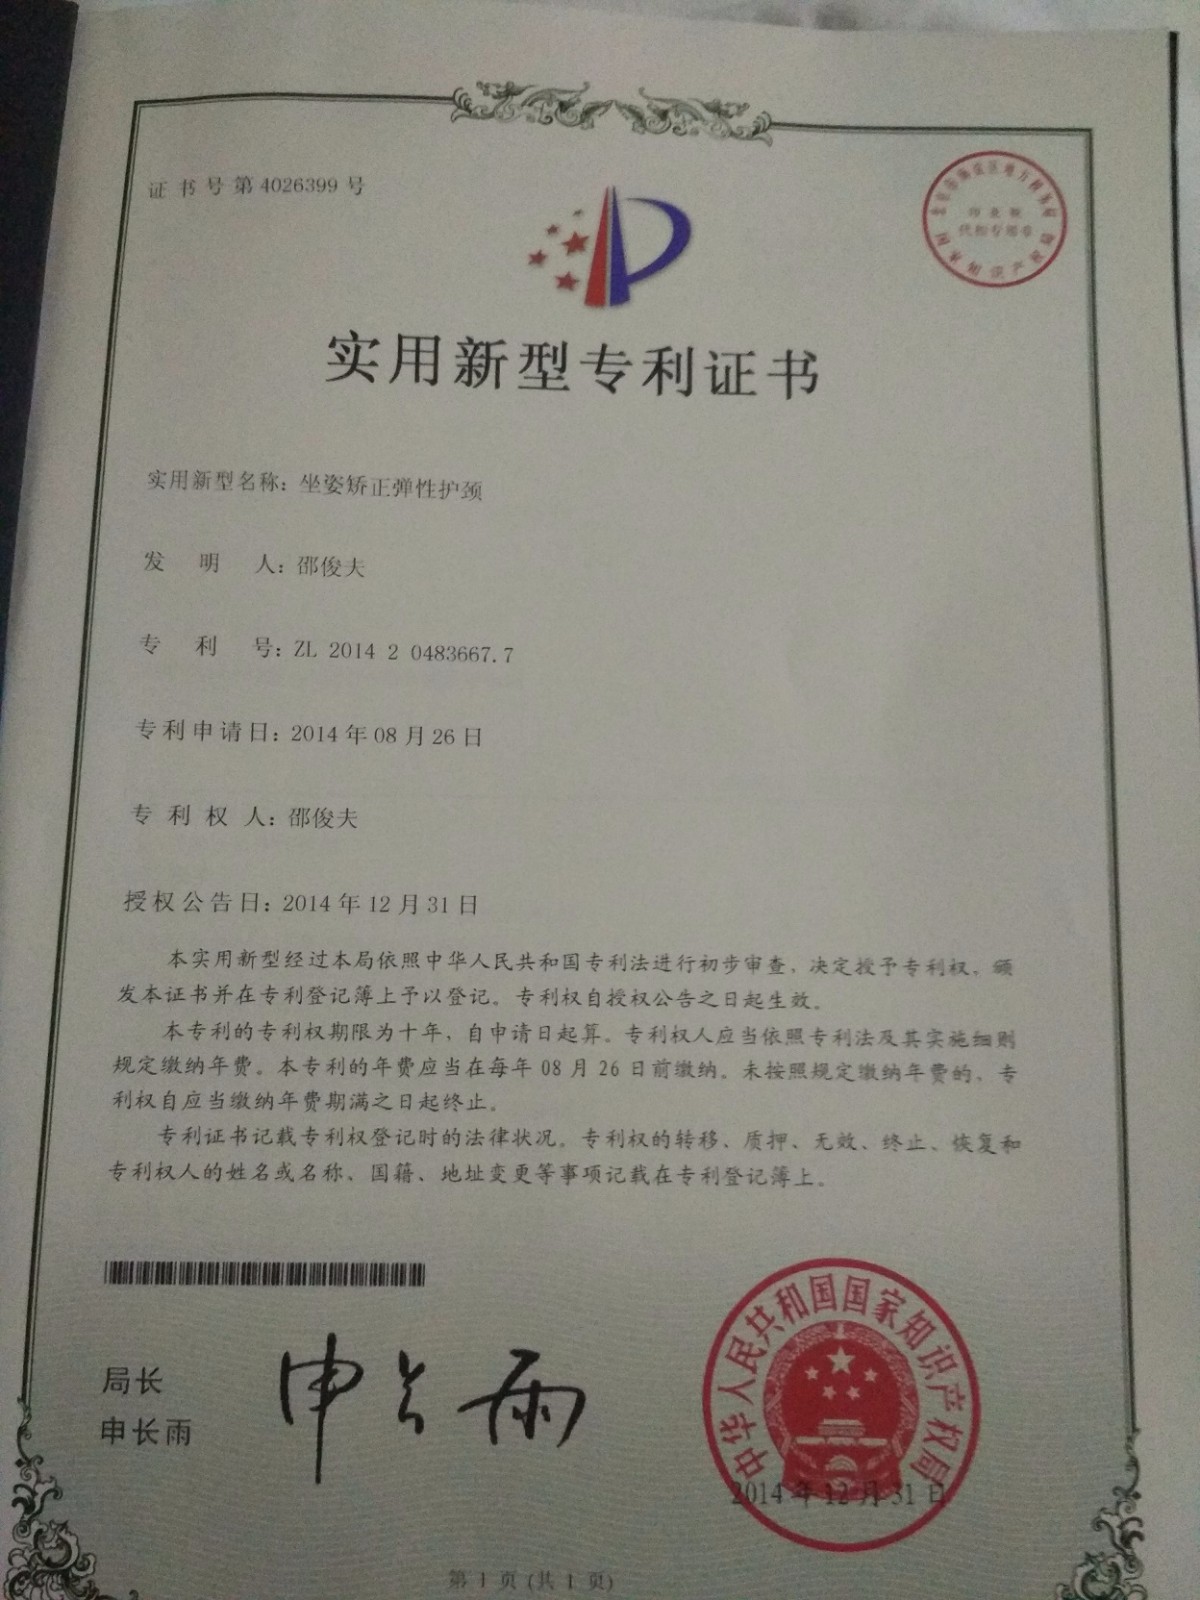 证书号第4026399号
实用新型专利证书
实用新型名称：坐姿矫正弹性护颈
发 明 人：邵俊夫
专 利 号：ZL 2014 2 0483667.7
专利申请日：2014年08月26日
专 利 权 人：邵俊夫
授权公告日：2014年12月31日
本实用新型经过本局依照中华人民共和国专利法进行初步审查，决定授予专利权，颁
发本证书并在专利登记簿上予以登记。专利权自授权公告之日起生效。
本专利的专利权期限为十年，自申请日起算。专利权人应当依照专利法及其实施细则
规定缴纳年费。本专利的年费应当在每年08月26日前缴纳。未按照规定缴纳年费的，专
利权自应当缴纳年费期满之日起终止。
专利证书记载专利权登记时的法律状况。专利权的转移、质押、无效、终止、恢复和
专利权人的姓名或名称、国籍、地址变更等事项记载在专利登记簿上。
局长
申长雨
申长雨
中华人民共和国国家知识产权局
2014年12月31日
第1页(共1页)